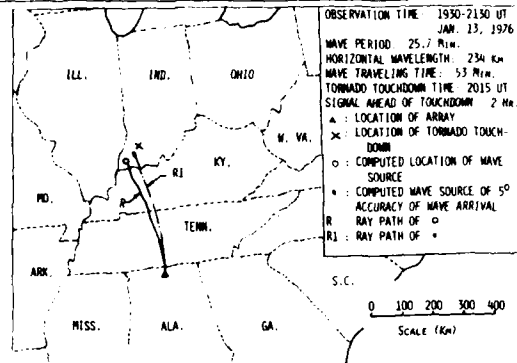 OBSERVATION TIME: 1930-2130 UT
JAN. 13, 1976
WAVE PERIOD: 25.7 MIN.
HORIZONTAL WAVELENGTH: 234 KM
WAVE TRAVELING TIME: 53 MIN.
TORNADO TOUCHDOWN TIME: 2015 UT
SIGNAL AHEAD OF TOUCHDOWN 2 HR.
▲ : LOCATION OF ARRAY
X : LOCATION OF TORNADO TOUCH-
DOWN
O : COMPUTED LOCATION OF WAVE
SOURCE
• : COMPUTED WAVE SOURCE OF 5°
ACCURACY OF WAVE ARRIVAL
R : RAY PATH OF O
R1 : RAY PATH OF •
ILL.
IND.
OHIO
W. VA.
KY.
R1
R
MO.
TENN.
ARK.
S.C.
MISS.
ALA.
GA.
0 100 200 300 400
SCALE (KM)